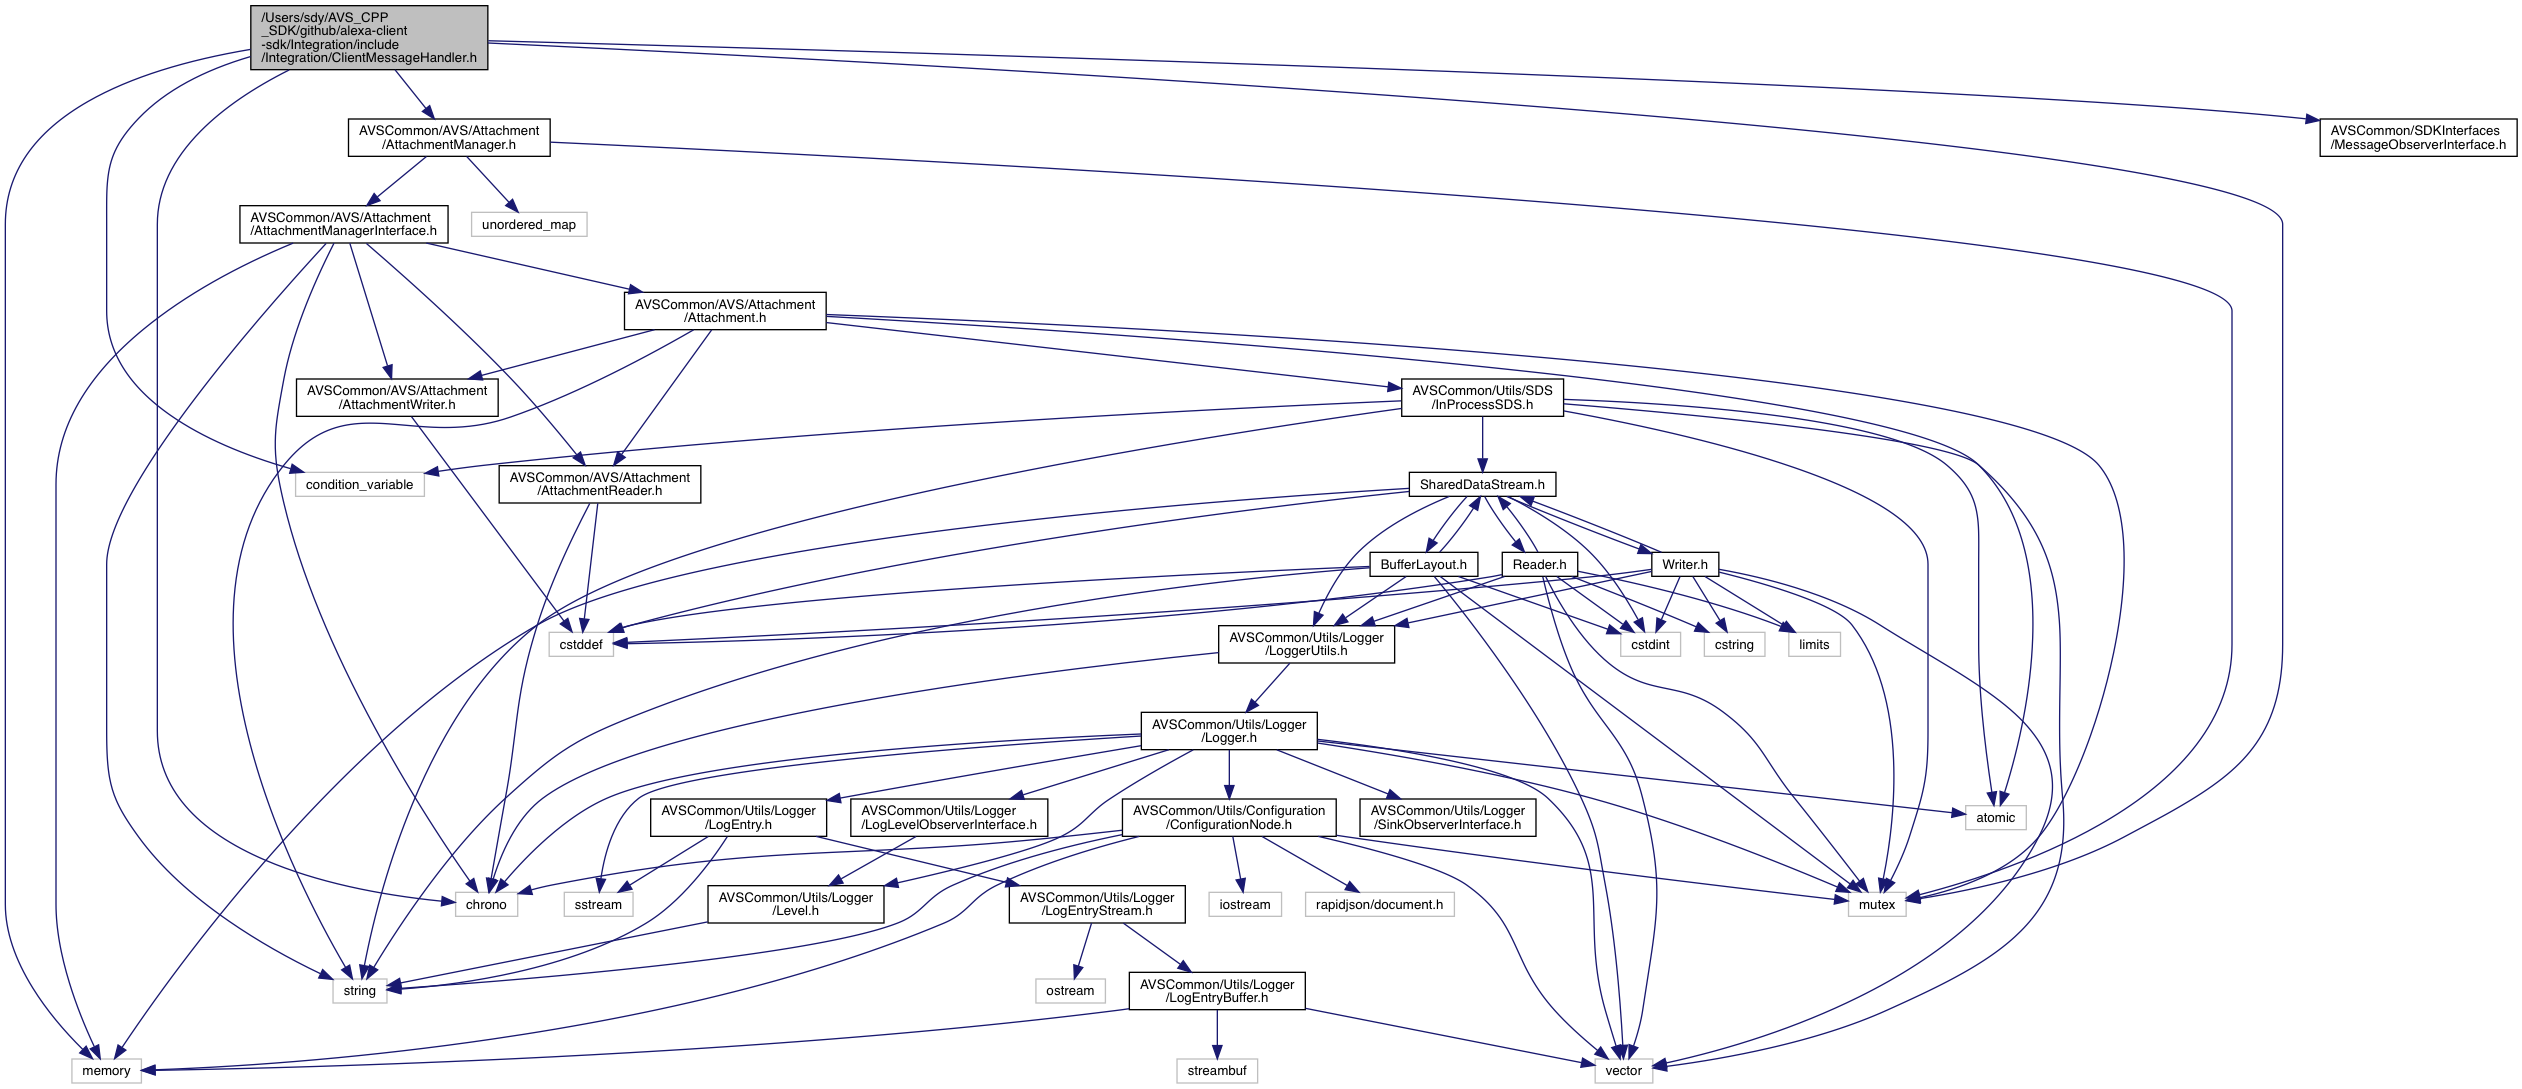 /Users/sdy/AVS_CPP
_SDK/github/alexa-client
-sdk/Integration/include
/Integration/ClientMessageHandler.h
AVSCommon/AVS/Attachment
/AttachmentManager.h
AVSCommon/SDKInterfaces
/MessageObserverInterface.h
AVSCommon/AVS/Attachment
/AttachmentManagerInterface.h
unordered_map
AVSCommon/AVS/Attachment
/Attachment.h
AVSCommon/AVS/Attachment
/AttachmentWriter.h
AVSCommon/Utils/SDS
/InProcessSDS.h
condition_variable
AVSCommon/AVS/Attachment
/AttachmentReader.h
SharedDataStream.h
BufferLayout.h
Reader.h
Writer.h
cstddef
AVSCommon/Utils/Logger
/LoggerUtils.h
cstdint
cstring
limits
AVSCommon/Utils/Logger
/Logger.h
AVSCommon/Utils/Logger
/LogEntry.h
AVSCommon/Utils/Logger
/LogLevelObserverInterface.h
AVSCommon/Utils/Configuration
/ConfigurationNode.h
AVSCommon/Utils/Logger
/SinkObserverInterface.h
atomic
chrono
sstream
AVSCommon/Utils/Logger
/Level.h
AVSCommon/Utils/Logger
/LogEntryStream.h
iostream
rapidjson/document.h
mutex
string
ostream
AVSCommon/Utils/Logger
/LogEntryBuffer.h
memory
streambuf
vector